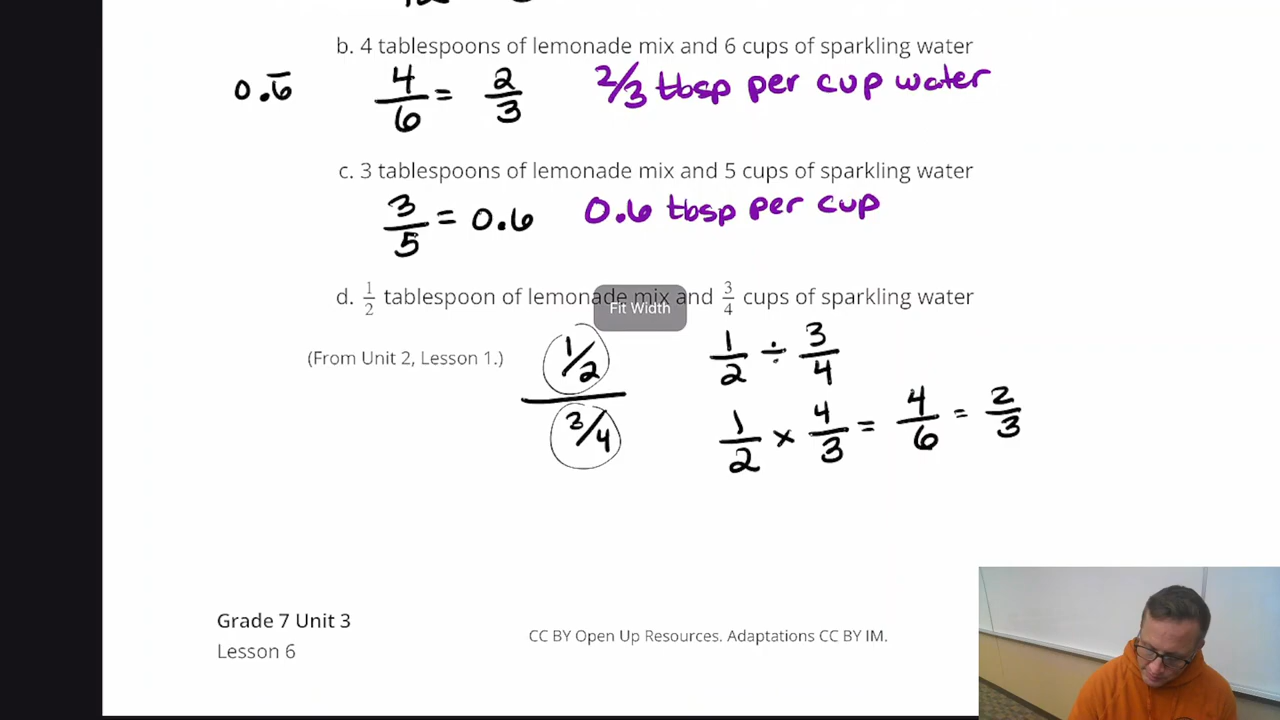 b. 4 tablespoons of lemonade mix and 6 cups of sparkling water
0.6̅ 4/6 = 2/3 2/3 tbsp per cup water
c. 3 tablespoons of lemonade mix and 5 cups of sparkling water
3/5 = 0.6 0.6 tbsp per cup
d. 1/2 tablespoon of lemonade mix and 3/4 cups of sparkling water
Fit Width
(From Unit 2, Lesson 1.) 1/2 / 3/4
1/2 ÷ 3/4
1/2 × 4/3 = 4/6 = 2/3
Grade 7 Unit 3
Lesson 6
CC BY Open Up Resources. Adaptations CC BY IM.